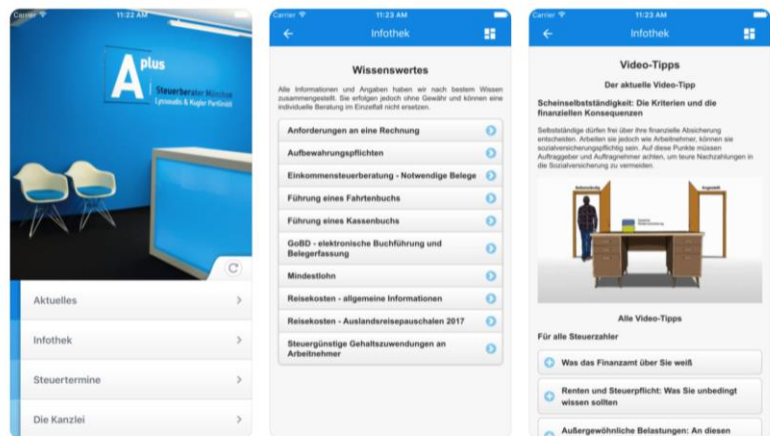 Carrier 11:22 AM
A plus
Steuerberater München
Lyssoudis & Kugler PartGmbB
Aktuelles
Infothek
Steuertermine
Die Kanzlei
Carrier 11:23 AM
Infothek
Wissenswertes
Alle Informationen und Angaben haben wir nach bestem Wissen
zusammengestellt. Sie erfolgen jedoch ohne Gewähr und können eine
individuelle Beratung im Einzelfall nicht ersetzen.
Anforderungen an eine Rechnung
Aufbewahrungspflichten
Einkommensteuerberatung - Notwendige Belege
Führung eines Fahrtenbuchs
Führung eines Kassenbuchs
GoBD - elektronische Buchführung und
Belegerfassung
Mindestlohn
Reisekosten - allgemeine Informationen
Reisekosten - Auslandsreisepauschalen 2017
Steuergünstige Gehaltszuwendungen an
Arbeitnehmer
Carrier 11:23 AM
Infothek
Video-Tipps
Der aktuelle Video-Tipp
Scheinselbstständigkeit: Die Kriterien und die
finanziellen Konsequenzen
Selbstständige dürfen frei über ihre finanzielle Absicherung
entscheiden. Arbeiten sie jedoch wie Arbeitnehmer, können sie
sozialversicherungspflichtig sein. Auf diese Punkte müssen
Auftraggeber und Auftragnehmer achten, um teure Nachzahlungen in
die Sozialversicherung zu vermeiden.
Selbstständig
Angestellt
Alle Video-Tipps
Für alle Steuerzahler
Was das Finanzamt über Sie weiß
Renten und Steuerpflicht: Was Sie unbedingt
wissen sollten
Außergewöhnliche Belastungen: An diesen